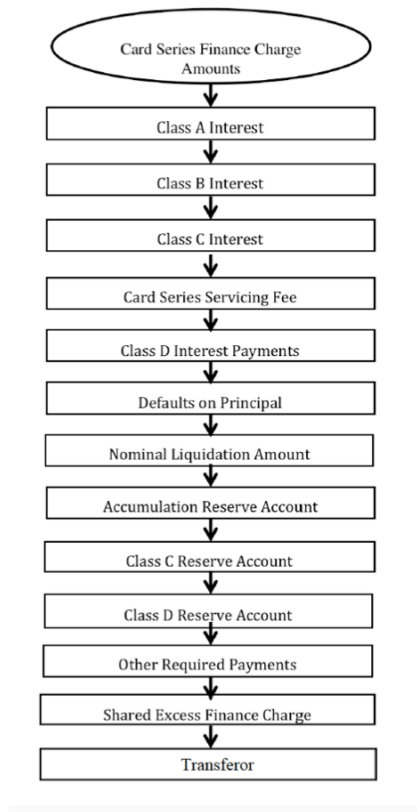 Card Series Finance Charge
Amounts
Class A Interest
Class B Interest
Class C Interest
Card Series Servicing Fee
Class D Interest Payments
Defaults on Principal
Nominal Liquidation Amount
Accumulation Reserve Account
Class C Reserve Account
Class D Reserve Account
Other Required Payments
Shared Excess Finance Charge
Transferor